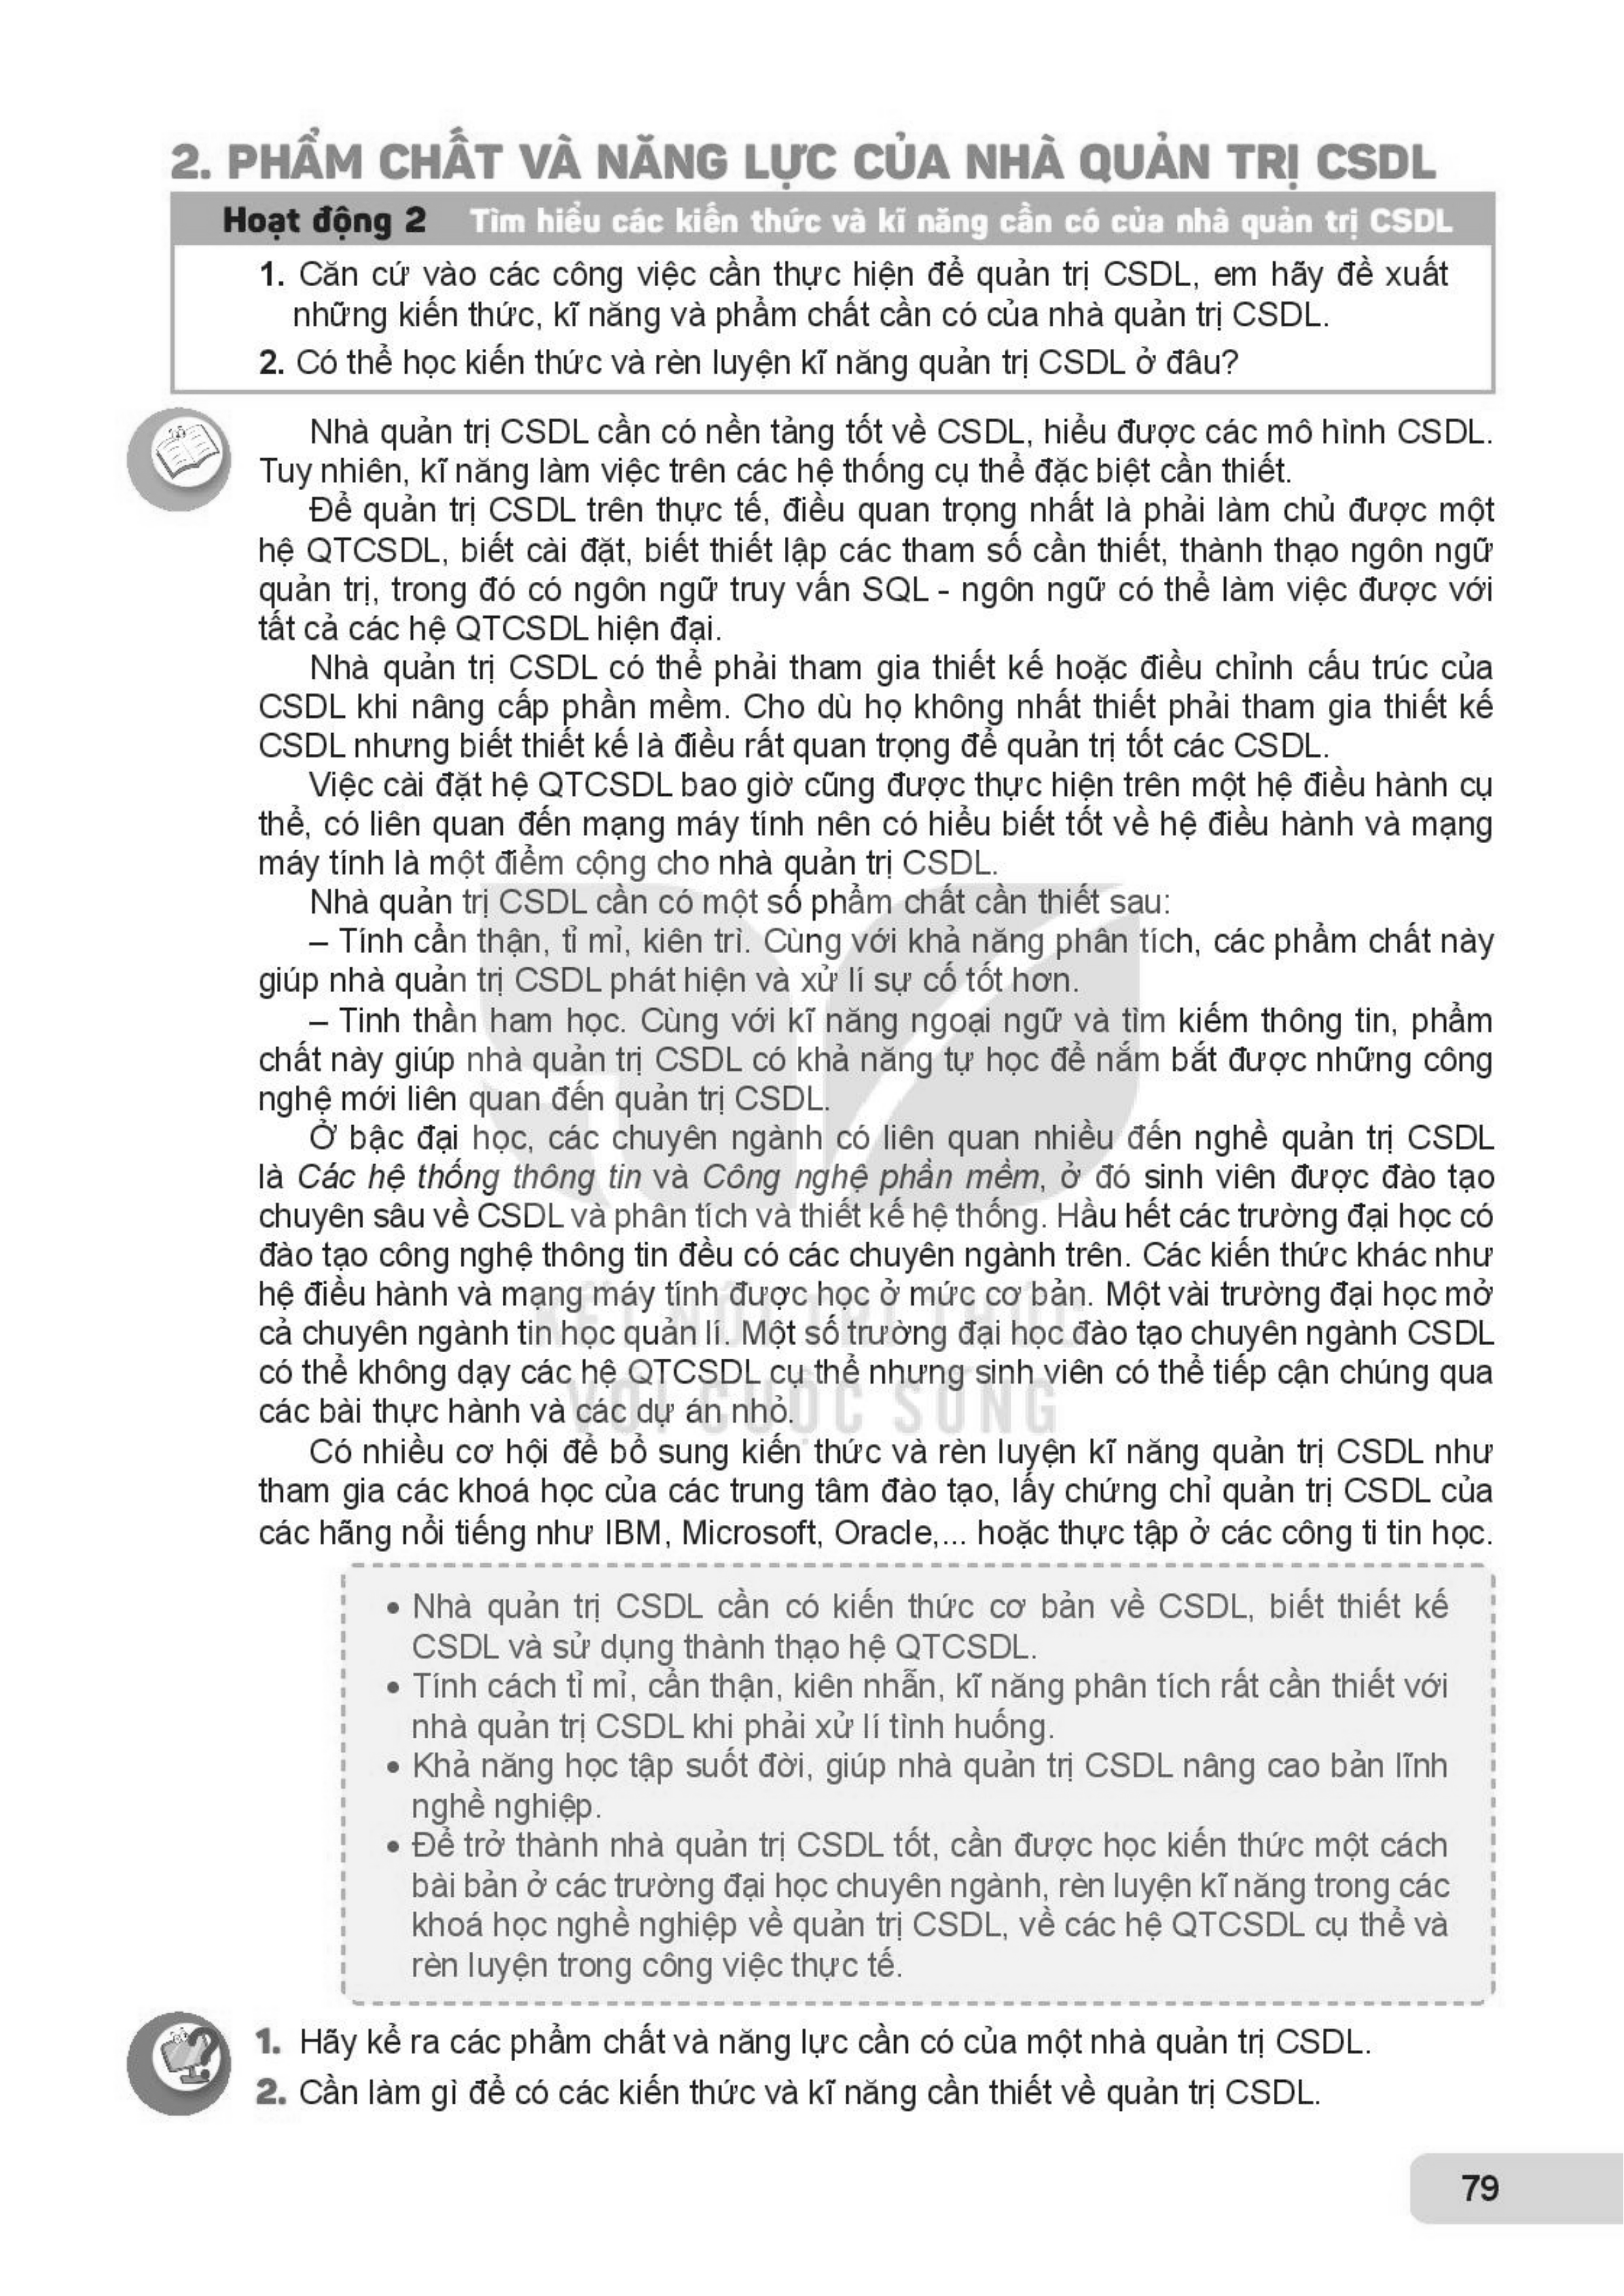 2. PHẨM CHẤT VÀ NĂNG LỰC CỦA NHÀ QUẢN TRỊ CSDL
Hoạt động 2 Tìm hiểu các kiến thức và kĩ năng cần có của nhà quản trị CSDL
1. Căn cứ vào các công việc cần thực hiện để quản trị CSDL, em hãy đề xuất
những kiến thức, kĩ năng và phẩm chất cần có của nhà quản trị CSDL.
2. Có thể học kiến thức và rèn luyện kĩ năng quản trị CSDL ở đâu?
Nhà quản trị CSDL cần có nền tảng tốt về CSDL, hiểu được các mô hình CSDL.
Tuy nhiên, kĩ năng làm việc trên các hệ thống cụ thể đặc biệt cần thiết.
Để quản trị CSDL trên thực tế, điều quan trọng nhất là phải làm chủ được một
hệ QTCSDL, biết cài đặt, biết thiết lập các tham số cần thiết, thành thạo ngôn ngữ
quản trị, trong đó có ngôn ngữ truy vấn SQL - ngôn ngữ có thể làm việc được với
tất cả các hệ QTCSDL hiện đại.
Nhà quản trị CSDL có thể phải tham gia thiết kế hoặc điều chỉnh cấu trúc của
CSDL khi nâng cấp phần mềm. Cho dù họ không nhất thiết phải tham gia thiết kế
CSDL nhưng biết thiết kế là điều rất quan trọng để quản trị tốt các CSDL.
Việc cài đặt hệ QTCSDL bao giờ cũng được thực hiện trên một hệ điều hành cụ
thể, có liên quan đến mạng máy tính nên có hiểu biết tốt về hệ điều hành và mạng
máy tính là một điểm cộng cho nhà quản trị CSDL.
Nhà quản trị CSDL cần có một số phẩm chất cần thiết sau:
– Tính cẩn thận, tỉ mỉ, kiên trì. Cùng với khả năng phân tích, các phẩm chất này
giúp nhà quản trị CSDL phát hiện và xử lí sự cố tốt hơn.
– Tinh thần ham học. Cùng với kĩ năng ngoại ngữ và tìm kiếm thông tin, phẩm
chất này giúp nhà quản trị CSDL có khả năng tự học để nắm bắt được những công
nghệ mới liên quan đến quản trị CSDL.
Ở bậc đại học, các chuyên ngành có liên quan nhiều đến nghề quản trị CSDL
là Các hệ thống thông tin và Công nghệ phần mềm, ở đó sinh viên được đào tạo
chuyên sâu về CSDL và phân tích và thiết kế hệ thống. Hầu hết các trường đại học có
đào tạo công nghệ thông tin đều có các chuyên ngành trên. Các kiến thức khác như
hệ điều hành và mạng máy tính được học ở mức cơ bản. Một vài trường đại học mở
cả chuyên ngành tin học quản lí. Một số trường đại học đào tạo chuyên ngành CSDL
có thể không dạy các hệ QTCSDL cụ thể nhưng sinh viên có thể tiếp cận chúng qua
các bài thực hành và các dự án nhỏ.
KẾT NỐI TRI THỨC
VỚI CUỘC SỐNG
Có nhiều cơ hội để bổ sung kiến thức và rèn luyện kĩ năng quản trị CSDL như
tham gia các khoá học của các trung tâm đào tạo, lấy chứng chỉ quản trị CSDL của
các hãng nổi tiếng như IBM, Microsoft, Oracle,... hoặc thực tập ở các công ti tin học.
• Nhà quản trị CSDL cần có kiến thức cơ bản về CSDL, biết thiết kế
CSDL và sử dụng thành thạo hệ QTCSDL.
• Tính cách tỉ mỉ, cẩn thận, kiên nhẫn, kĩ năng phân tích rất cần thiết với
nhà quản trị CSDL khi phải xử lí tình huống.
• Khả năng học tập suốt đời, giúp nhà quản trị CSDL nâng cao bản lĩnh
nghề nghiệp.
• Để trở thành nhà quản trị CSDL tốt, cần được học kiến thức một cách
bài bản ở các trường đại học chuyên ngành, rèn luyện kĩ năng trong các
khoá học nghề nghiệp về quản trị CSDL, về các hệ QTCSDL cụ thể và
rèn luyện trong công việc thực tế.
1. Hãy kể ra các phẩm chất và năng lực cần có của một nhà quản trị CSDL.
2. Cần làm gì để có các kiến thức và kĩ năng cần thiết về quản trị CSDL.
79